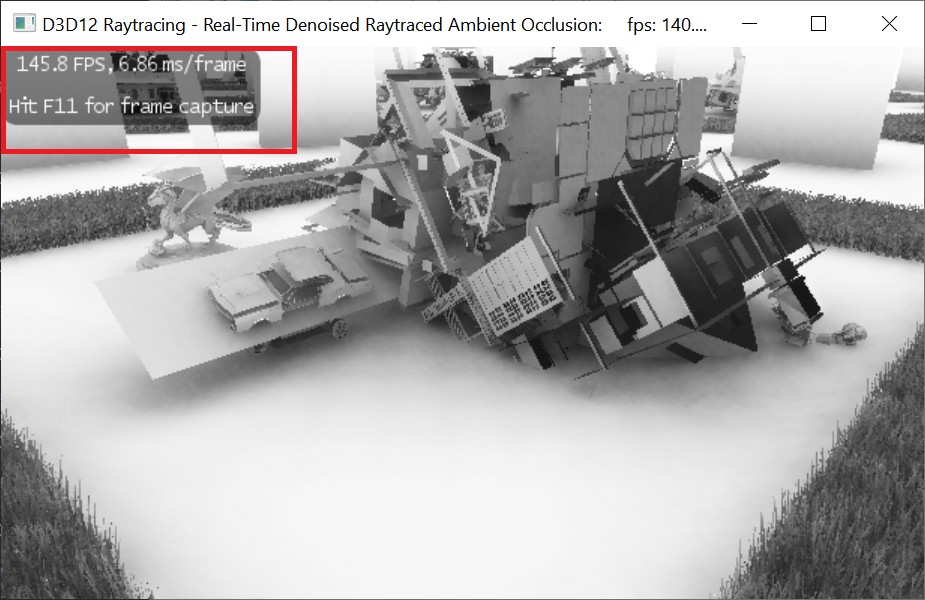 D3D12 Raytracing - Real-Time Denoised Raytraced Ambient Occlusion:     fps: 140....
145.8 FPS, 6.86 ms/frame
Hit F11 for frame capture